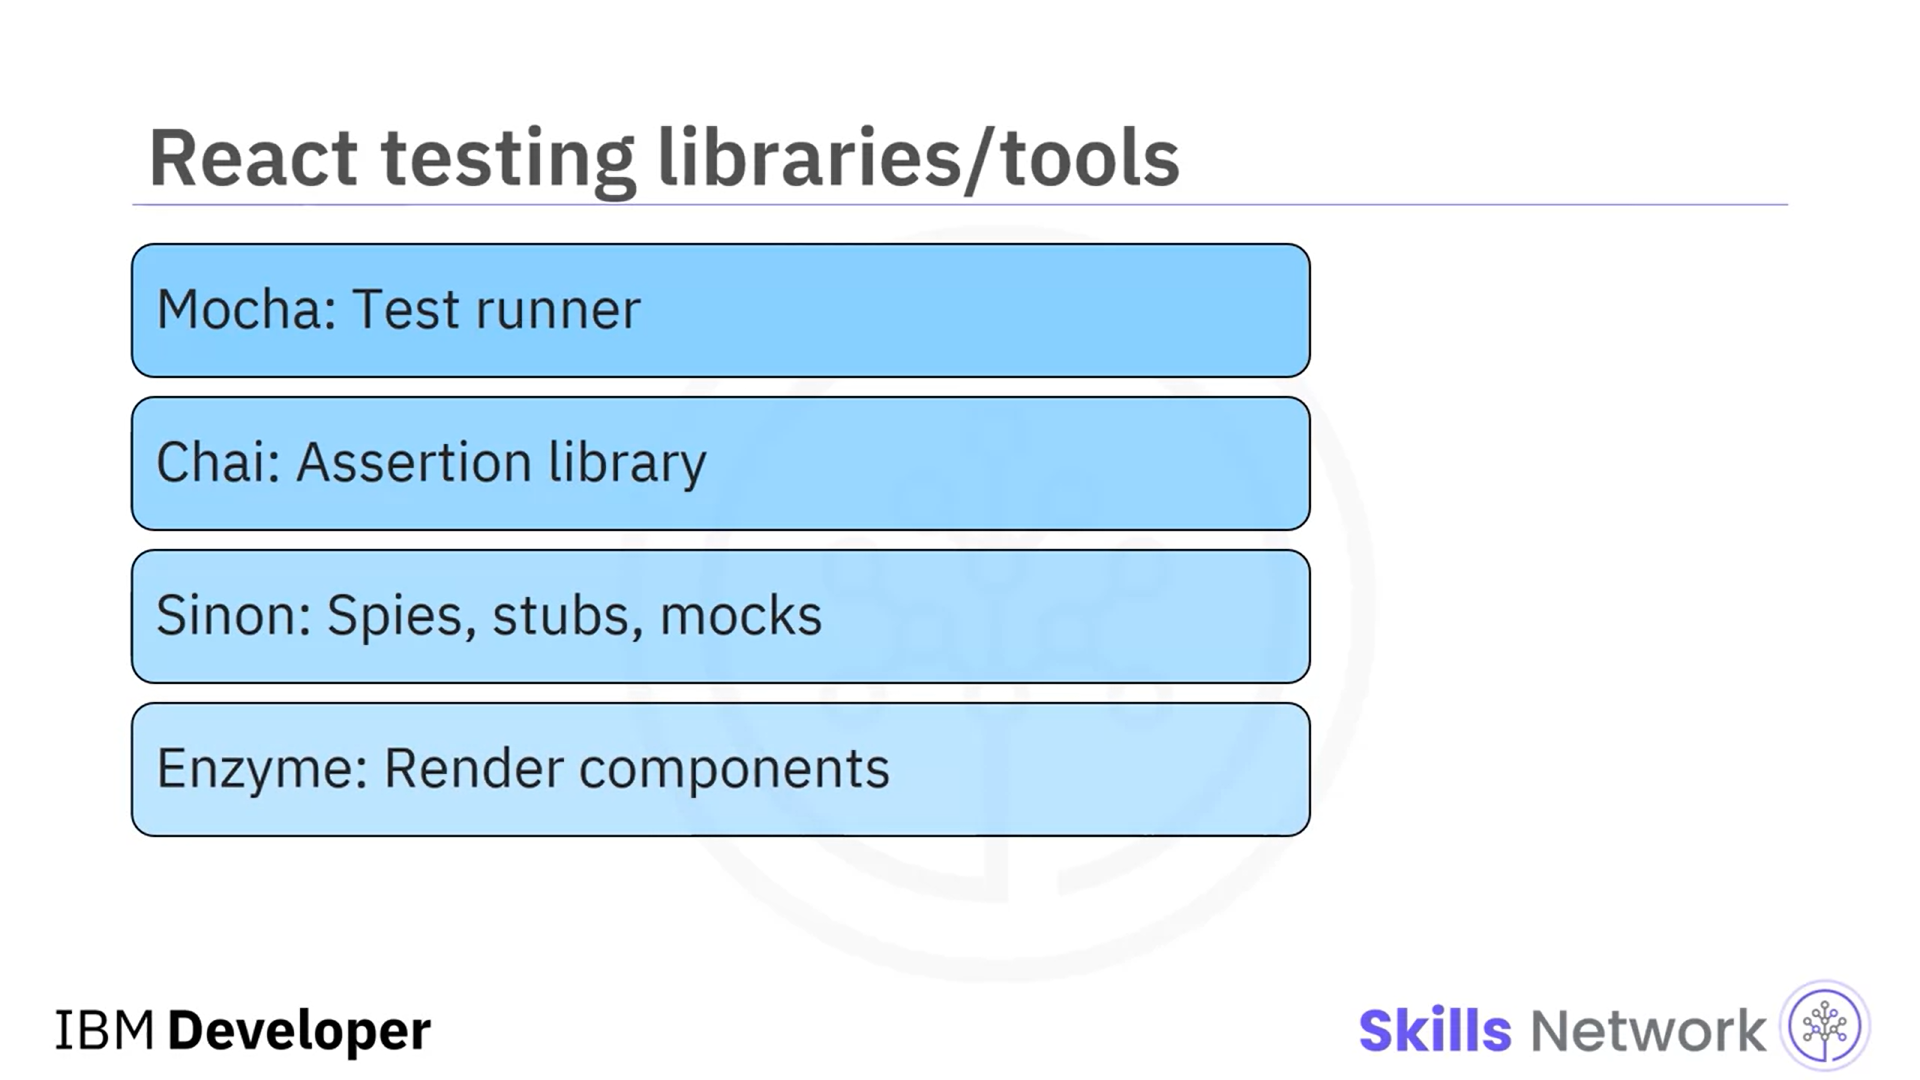 React testing libraries/tools
Mocha: Test runner
Chai: Assertion library
Sinon: Spies, stubs, mocks
Enzyme: Render components
IBM Developer
Skills Network